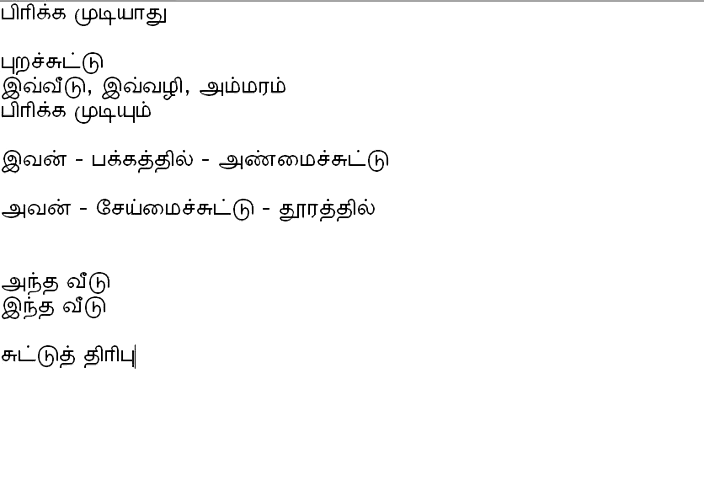 பிரிக்க முடியாது
புறச்சுட்டு
இவ்வீடு, இவ்வழி, அம்மரம்
பிரிக்க முடியும்
இவன் - பக்கத்தில் - அண்மைச்சுட்டு
அவன் - சேய்மைச்சுட்டு - தூரத்தில்
அந்த வீடு
இந்த வீடு
சுட்டுத் திரிபு